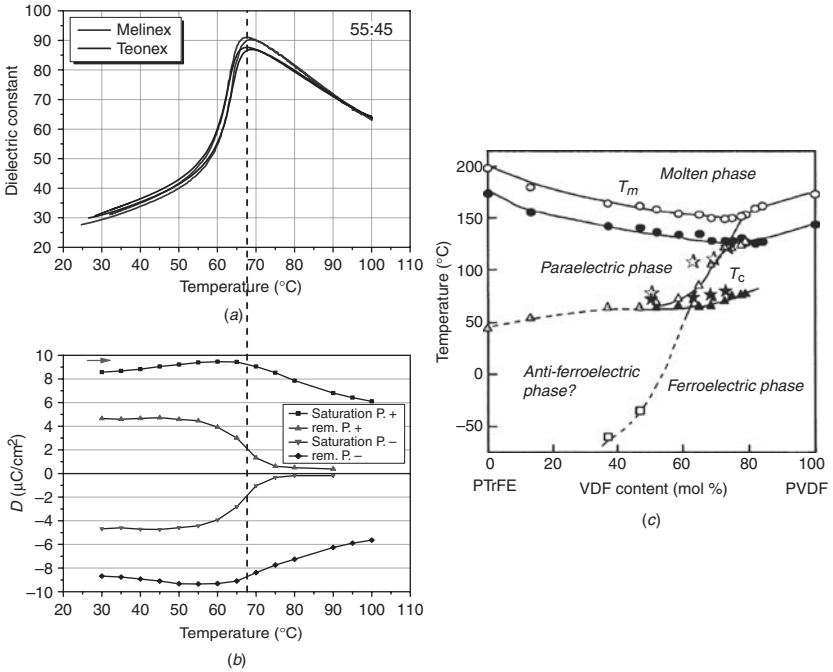 100
90
80
70
60
50
40
30
20
Dielectric constant
Melinex
Teonex
55:45
20 30 40 50 60 70 80 90 100 110
Temperature (°C)
(a)
10
8
6
4
2
0
−2
−4
−6
−8
−10
D (μC/cm²)
Saturation P. +
rem. P. +
Saturation P. −
rem. P. −
20 30 40 50 60 70 80 90 100 110
Temperature (°C)
(b)
200
150
100
50
0
−50
Temperature (°C)
Molten phase
Tm
Paraelectric phase
Tc
Anti-ferroelectric
phase?
Ferroelectric phase
0 20 40 60 80 100
PTrFE VDF content (mol %) PVDF
(c)